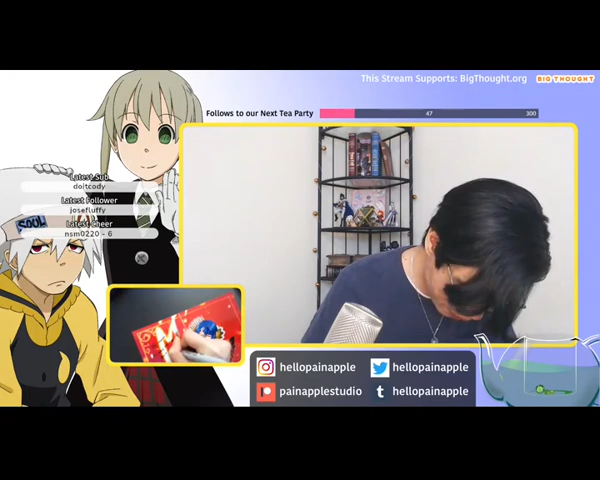 This Stream Supports: BigThought.org
BIG THOUGHT
Follows to our Next Tea Party
47
300
Latest Sub
doitcody
Latest Follower
josefluffy
Latest Cheer
nsm0220 - 6
SOUL
hellopainapple
hellopainapple
painapplestudio
hellopainapple